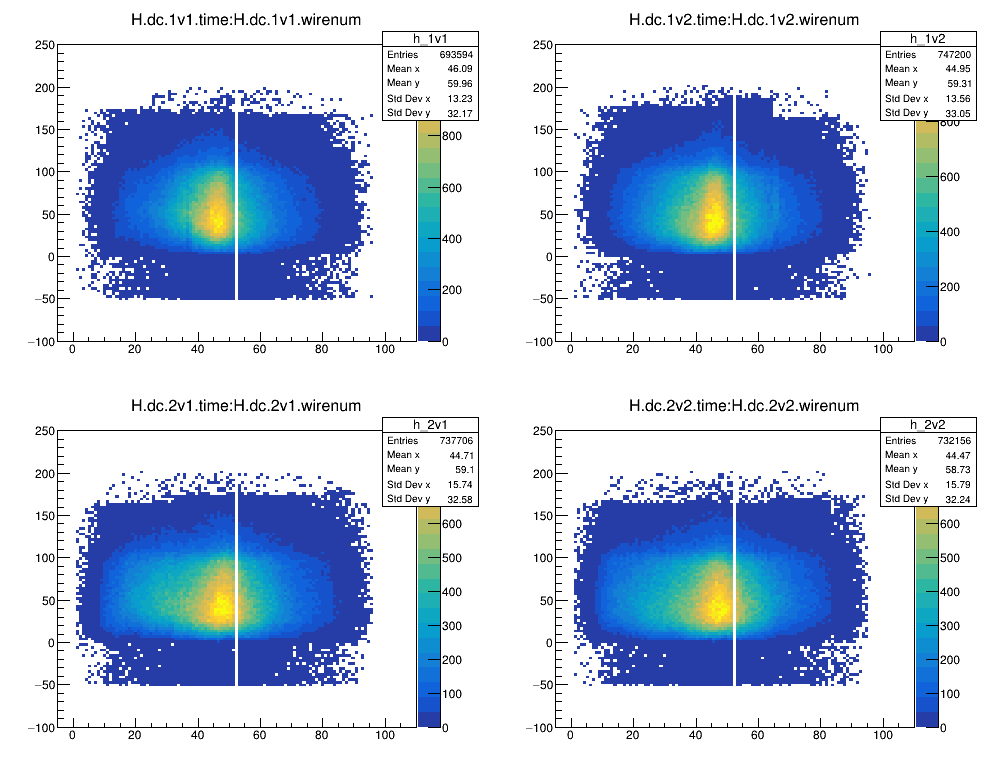 H.dc.1v1.time:H.dc.1v1.wirenum
h_1v1
Entries 693594
Mean x 46.09
Mean y 59.96
Std Dev x 13.23
Std Dev y 32.17
250
200
150
100
50
0
−50
−100
0 20 40 60 80 100
800
600
400
200
0
H.dc.1v2.time:H.dc.1v2.wirenum
h_1v2
Entries 747200
Mean x 44.95
Mean y 59.31
Std Dev x 13.56
Std Dev y 33.05
250
200
150
100
50
0
−50
−100
0 20 40 60 80 100
800
600
400
200
0
H.dc.2v1.time:H.dc.2v1.wirenum
h_2v1
Entries 737706
Mean x 44.71
Mean y 59.1
Std Dev x 15.74
Std Dev y 32.58
250
200
150
100
50
0
−50
−100
0 20 40 60 80 100
600
500
400
300
200
100
0
H.dc.2v2.time:H.dc.2v2.wirenum
h_2v2
Entries 732156
Mean x 44.47
Mean y 58.73
Std Dev x 15.79
Std Dev y 32.24
250
200
150
100
50
0
−50
−100
0 20 40 60 80 100
600
500
400
300
200
100
0